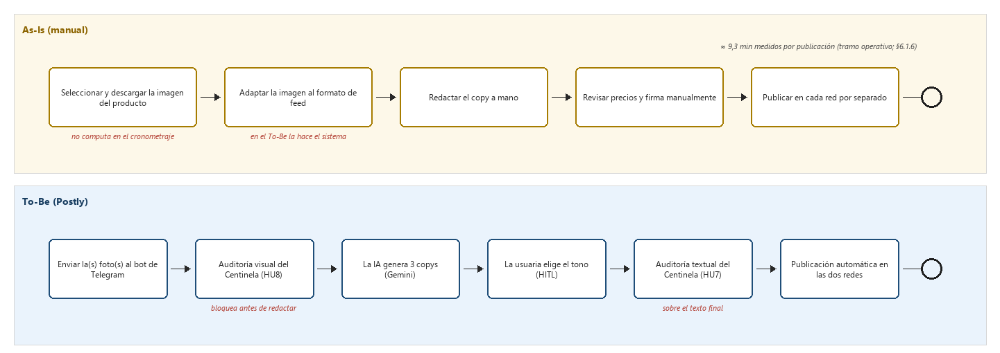 As-Is (manual)
≈ 9,3 min medidos por publicación (tramo operativo; §6.1.6)
Seleccionar y descargar la imagen
del producto
Adaptar la imagen al formato de
feed
Redactar el copy a mano
Revisar precios y firma manualmente
Publicar en cada red por separado
no computa en el cronometraje
en el To-Be la hace el sistema
To-Be (Postly)
Enviar la(s) foto(s) al bot de
Telegram
Auditoría visual del
Centinela (HU8)
La IA genera 3 copys
(Gemini)
La usuaria elige el tono
(HITL)
Auditoría textual del
Centinela (HU7)
Publicación automática en
las dos redes
bloquea antes de redactar
sobre el texto final